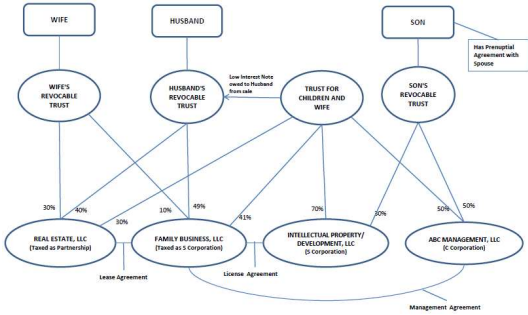 WIFE
HUSBAND
SON
Has Prenuptial
Agreement with
Spouse
WIFE'S
REVOCABLE
TRUST
HUSBAND'S
REVOCABLE
TRUST
Low Interest Note
owed to Husband
from sale
TRUST FOR
CHILDREN AND
WIFE
SON'S
REVOCABLE
TRUST
30%
40%
30%
10%
49%
41%
70%
30%
50%
50%
REAL ESTATE, LLC
(Taxed as Partnership)
FAMILY BUSINESS, LLC
(Taxed as S Corporation)
INTELLECTUAL PROPERTY/
DEVELOPMENT, LLC
(S Corporation)
ABC MANAGEMENT, LLC
(C Corporation)
Lease Agreement
License Agreement
Management Agreement